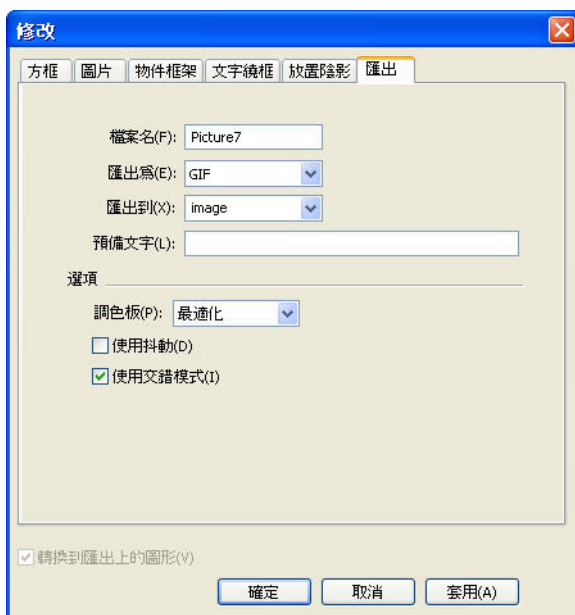 修改
方框 圖片 物件框架 文字繞框 放置陰影 匯出
檔案名(F): Picture7
匯出爲(E): GIF
匯出到(X): image
預備文字(L):
選項
調色板(P): 最適化
使用抖動(D)
使用交錯模式(I)
轉換到匯出上的圖形(V)
確定 取消 套用(A)